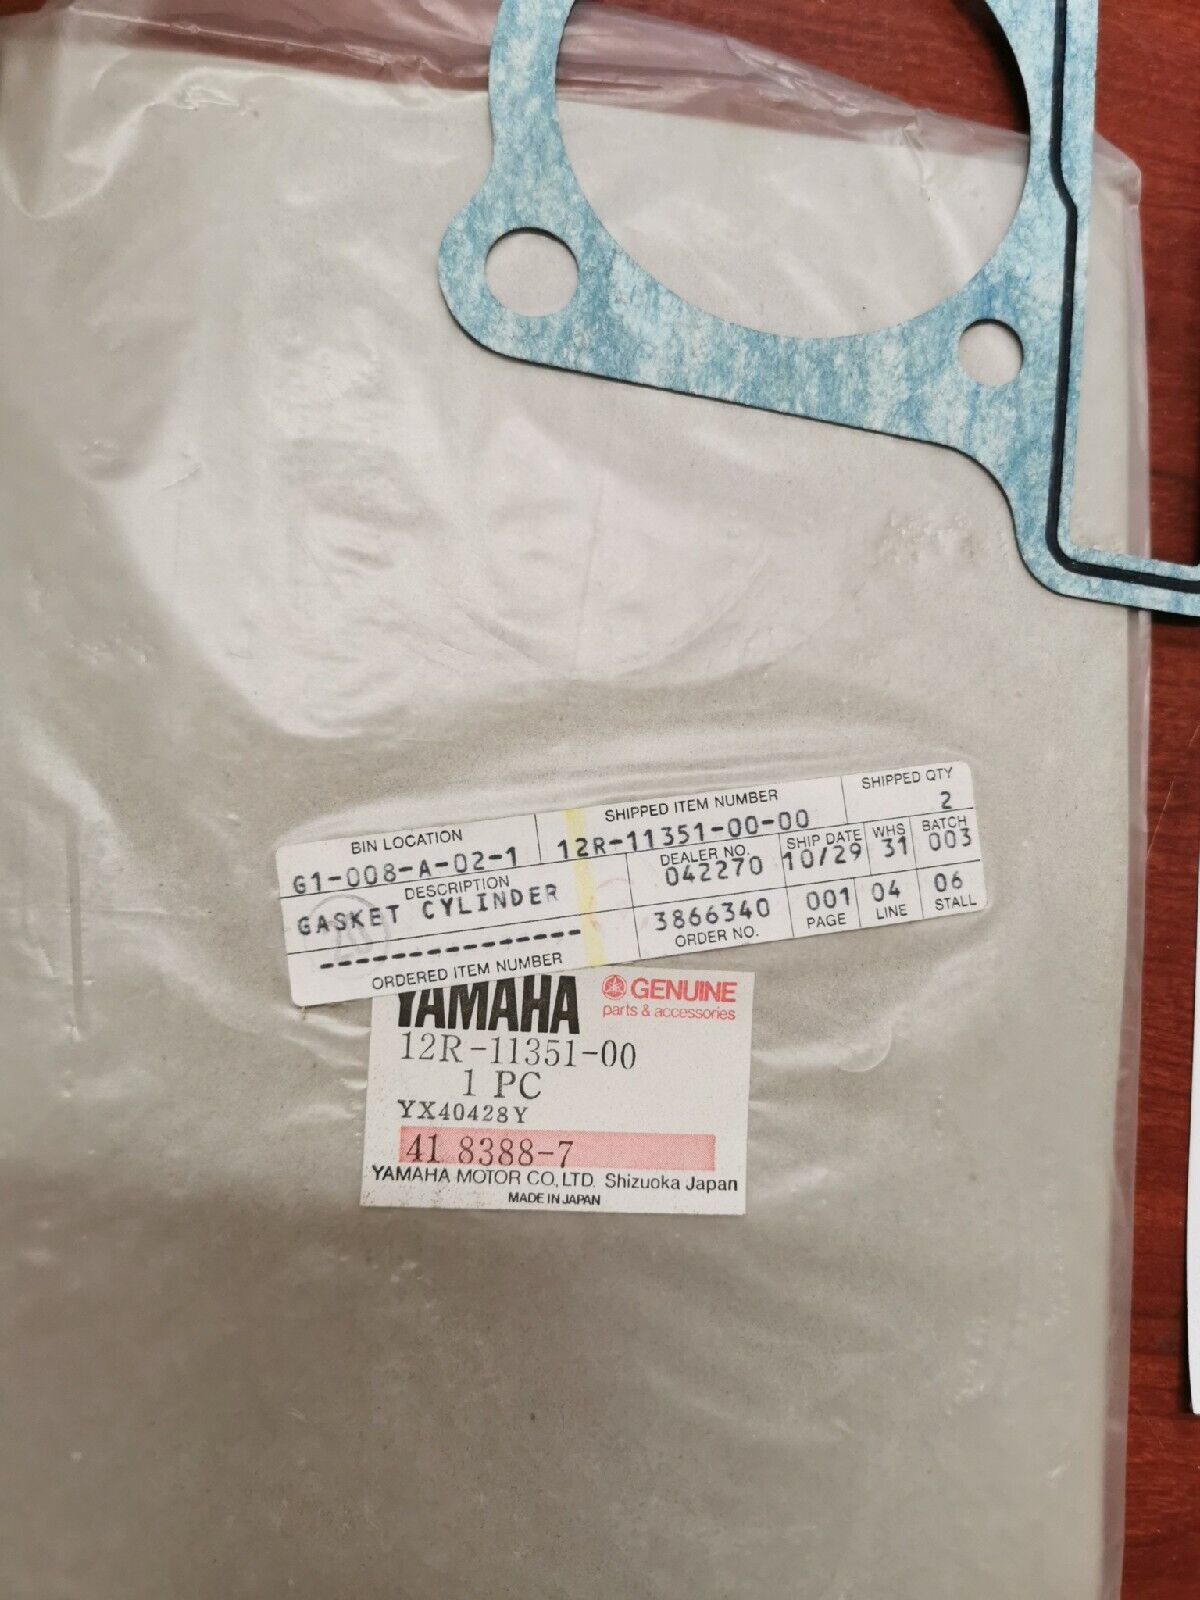 BIN LOCATION SHIPPED ITEM NUMBER SHIPPED QTY
G1-008-A-02-1 12R-11351-00-00 2
DESCRIPTION DEALER NO. SHIP DATE WHS BATCH
GASKET CYLINDER 042270 10/29 31 003
--------------- 3866340 001 04 06
ORDERED ITEM NUMBER ORDER NO. PAGE LINE STALL
YAMAHA GENUINE
parts & accessories
12R-11351-00
1 PC
YX40428Y
41 8388-7
YAMAHA MOTOR CO., LTD. Shizuoka Japan
MADE IN JAPAN